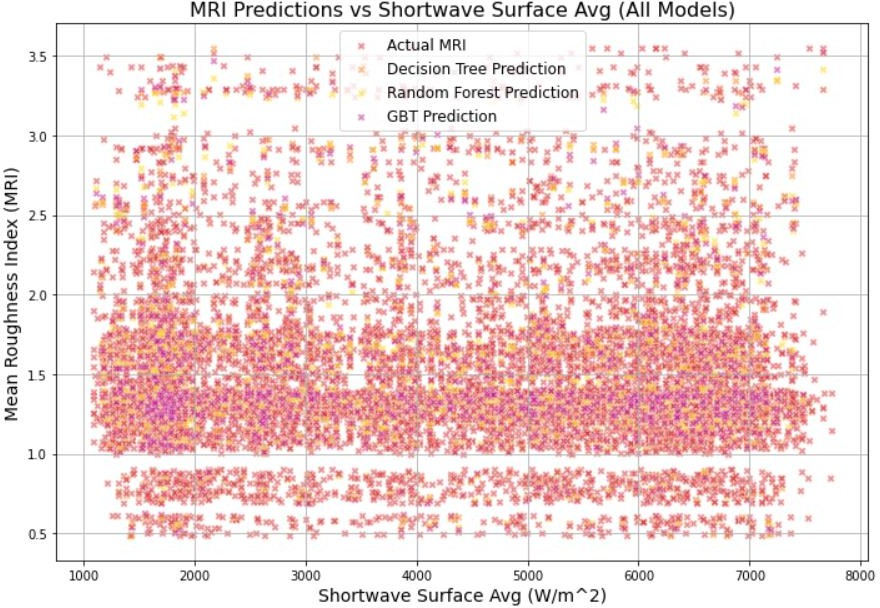 MRI Predictions vs Shortwave Surface Avg (All Models)
Actual MRI
Decision Tree Prediction
Random Forest Prediction
GBT Prediction
Mean Roughness Index (MRI)
3.5
3.0
2.5
2.0
1.5
1.0
0.5
1000 2000 3000 4000 5000 6000 7000 8000
Shortwave Surface Avg (W/m^2)